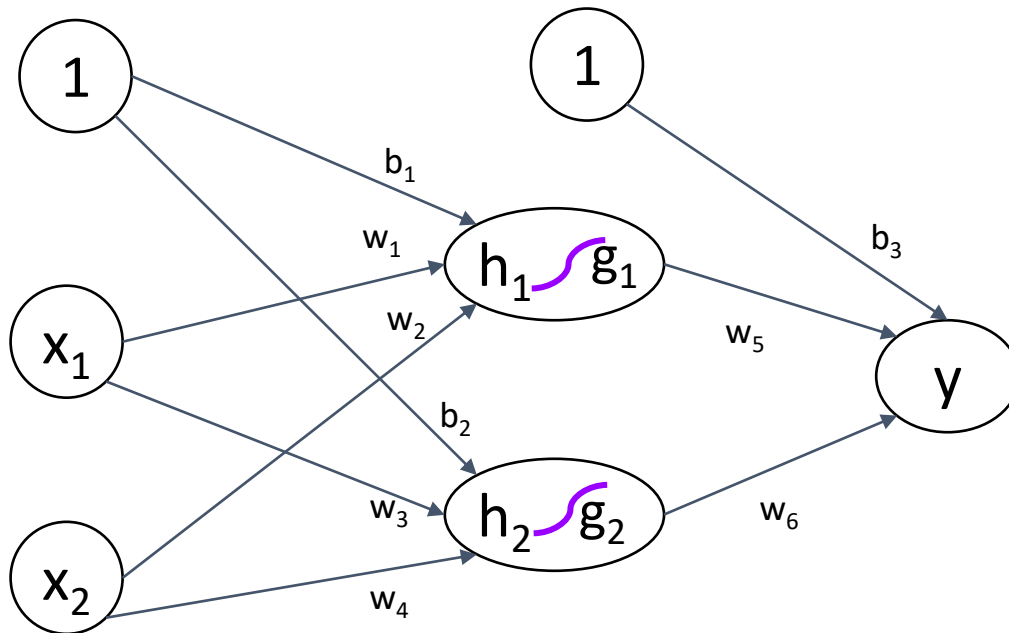 1
1
b₁
w₁
h₁ g₁
b₃
w₂
x₁
w₅
y
b₂
w₃
h₂ g₂
w₆
x₂
w₄